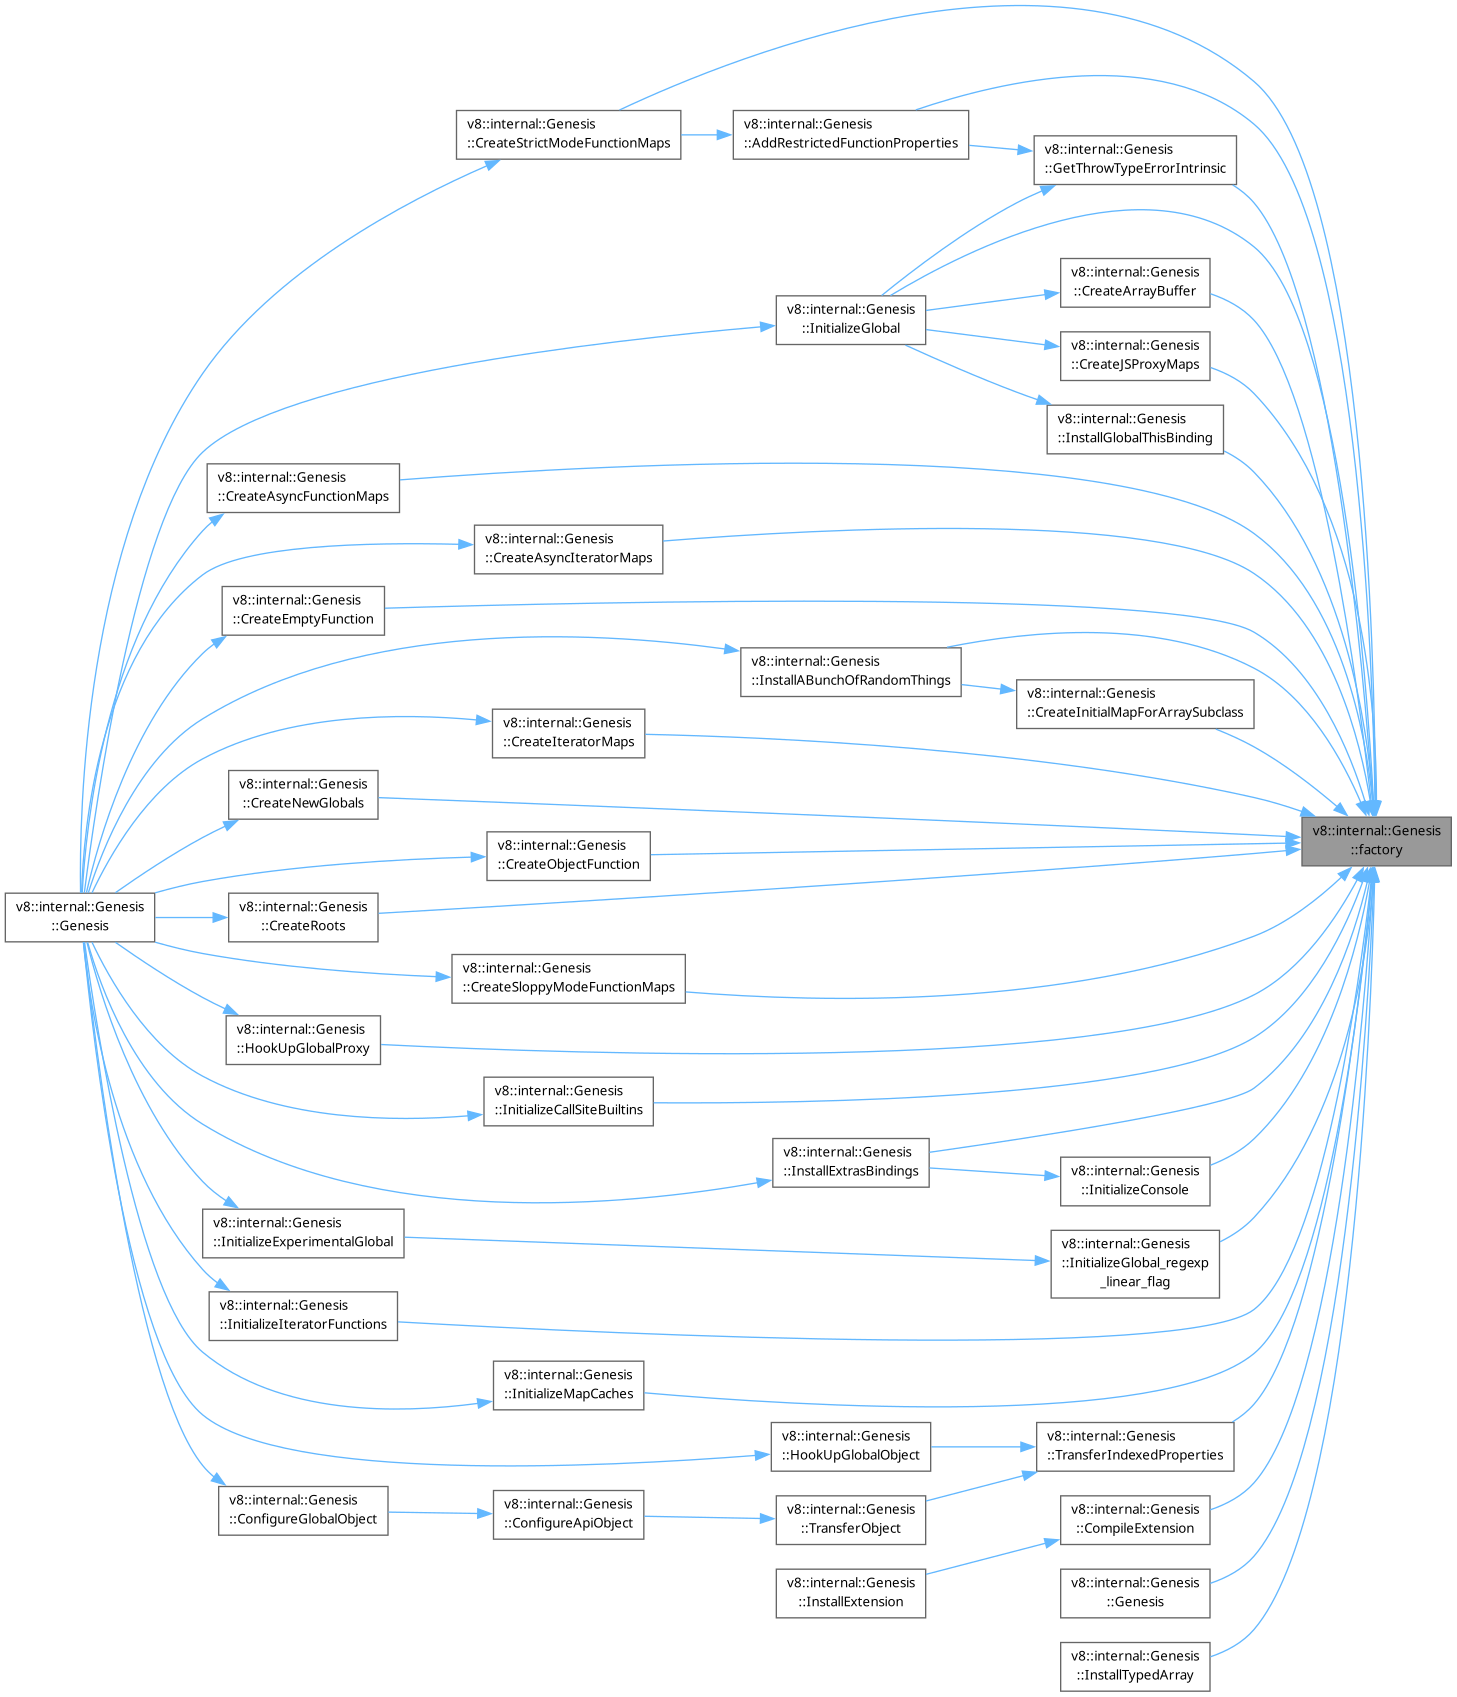 v8::internal::Genesis
::CreateStrictModeFunctionMaps
v8::internal::Genesis
::AddRestrictedFunctionProperties
v8::internal::Genesis
::GetThrowTypeErrorIntrinsic
v8::internal::Genesis
::CreateArrayBuffer
v8::internal::Genesis
::InitializeGlobal
v8::internal::Genesis
::CreateJSProxyMaps
v8::internal::Genesis
::InstallGlobalThisBinding
v8::internal::Genesis
::CreateAsyncFunctionMaps
v8::internal::Genesis
::CreateAsyncIteratorMaps
v8::internal::Genesis
::CreateEmptyFunction
v8::internal::Genesis
::InstallABunchOfRandomThings
v8::internal::Genesis
::CreateInitialMapForArraySubclass
v8::internal::Genesis
::CreateIteratorMaps
v8::internal::Genesis
::CreateNewGlobals
v8::internal::Genesis
::factory
v8::internal::Genesis
::CreateObjectFunction
v8::internal::Genesis
::Genesis
v8::internal::Genesis
::CreateRoots
v8::internal::Genesis
::CreateSloppyModeFunctionMaps
v8::internal::Genesis
::HookUpGlobalProxy
v8::internal::Genesis
::InitializeCallSiteBuiltins
v8::internal::Genesis
::InstallExtrasBindings
v8::internal::Genesis
::InitializeConsole
v8::internal::Genesis
::InitializeExperimentalGlobal
v8::internal::Genesis
::InitializeGlobal_regexp
_linear_flag
v8::internal::Genesis
::InitializeIteratorFunctions
v8::internal::Genesis
::InitializeMapCaches
v8::internal::Genesis
::HookUpGlobalObject
v8::internal::Genesis
::TransferIndexedProperties
v8::internal::Genesis
::ConfigureGlobalObject
v8::internal::Genesis
::ConfigureApiObject
v8::internal::Genesis
::TransferObject
v8::internal::Genesis
::CompileExtension
v8::internal::Genesis
::InstallExtension
v8::internal::Genesis
::Genesis
v8::internal::Genesis
::InstallTypedArray